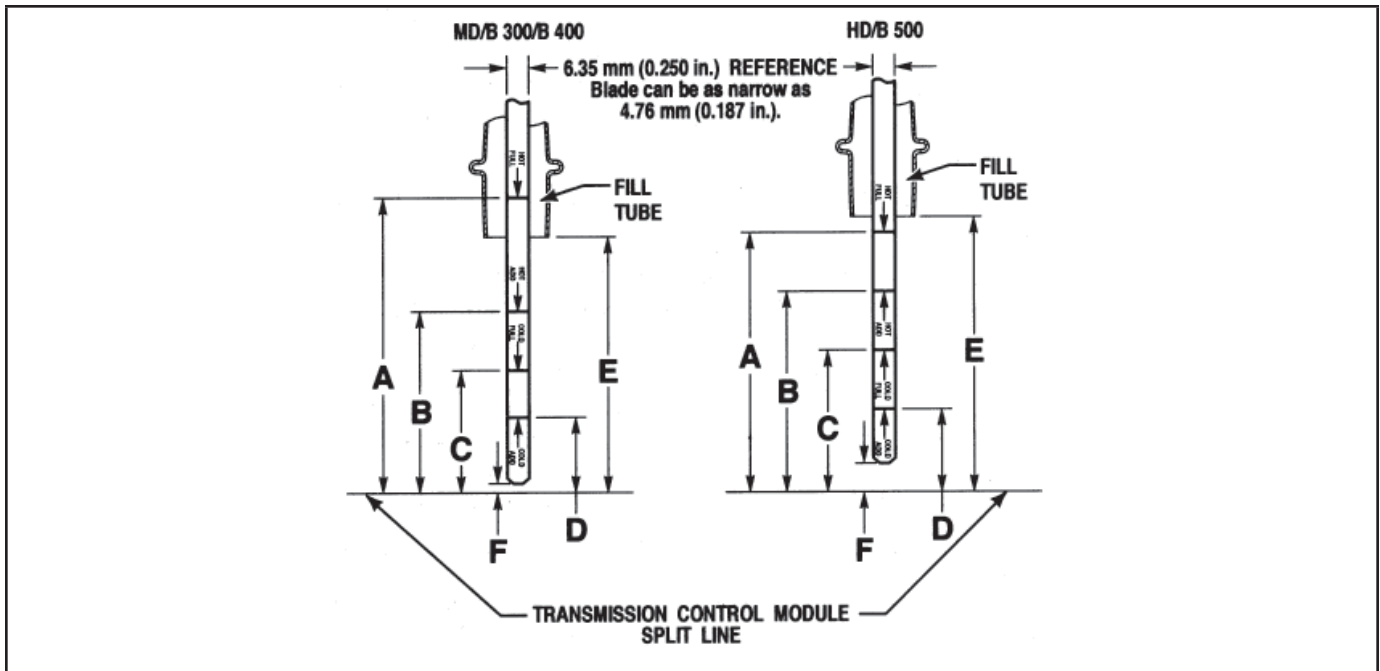 MD/B 300/B 400
HD/B 500
6.35 mm (0.250 in.) REFERENCE
Blade can be as narrow as
4.76 mm (0.187 in.).
FILL
TUBE
FILL
TUBE
HOT
FULL
HOT
ADD
COLD
FULL
COLD
ADD
A
B
C
D
E
F
HOT
FULL
HOT
ADD
COLD
FULL
COLD
ADD
A
B
C
D
E
F
TRANSMISSION CONTROL MODULE
SPLIT LINE